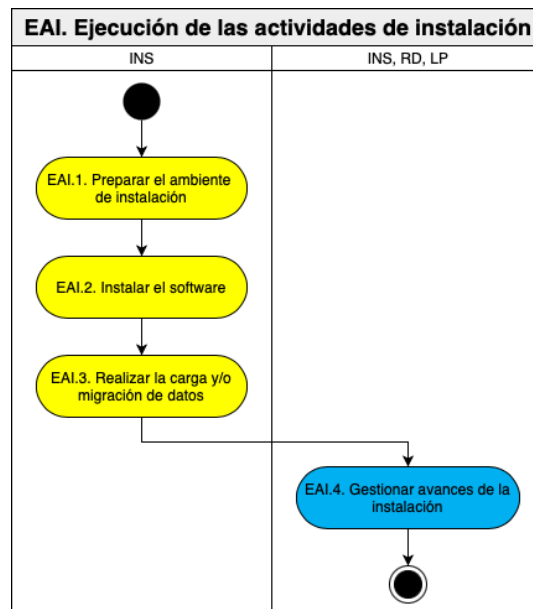 EAI. Ejecución de las actividades de instalación
INS
INS, RD, LP
EAI.1. Preparar el ambiente
de instalación
EAI.2. Instalar el software
EAI.3. Realizar la carga y/o
migración de datos
EAI.4. Gestionar avances de la
instalación